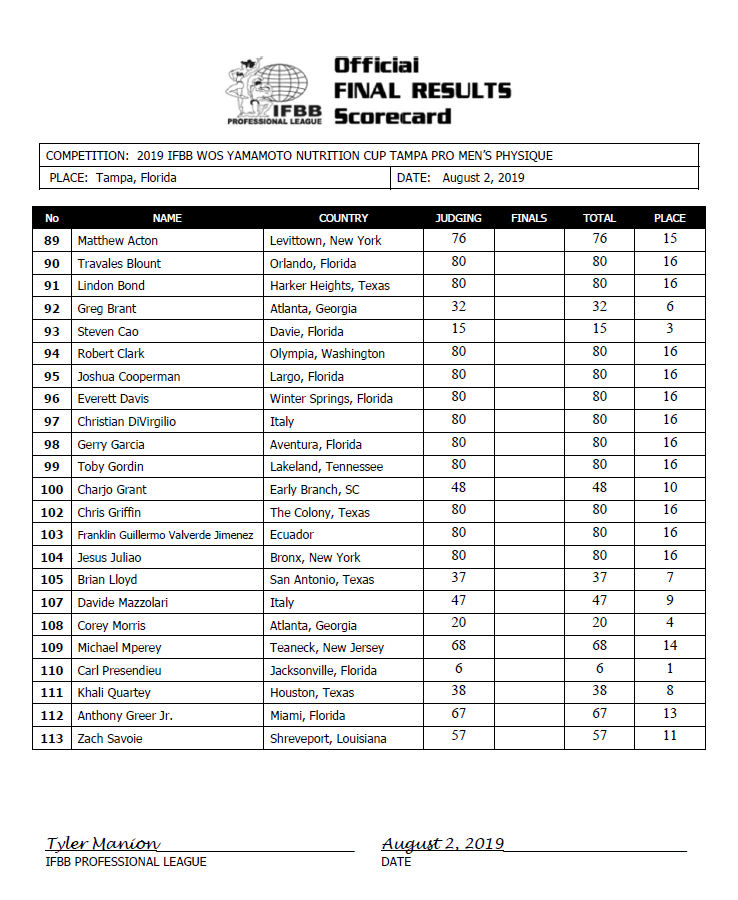 Official
FINAL RESULTS
Scorecard
IFBB
PROFESSIONAL LEAGUE
COMPETITION: 2019 IFBB WOS YAMAMOTO NUTRITION CUP TAMPA PRO MEN'S PHYSIQUE
PLACE: Tampa, Florida DATE: August 2, 2019
No NAME COUNTRY JUDGING FINALS TOTAL PLACE
89 Matthew Acton Levittown, New York 76 76 15
90 Travales Blount Orlando, Florida 80 80 16
91 Lindon Bond Harker Heights, Texas 80 80 16
92 Greg Brant Atlanta, Georgia 32 32 6
93 Steven Cao Davie, Florida 15 15 3
94 Robert Clark Olympia, Washington 80 80 16
95 Joshua Cooperman Largo, Florida 80 80 16
96 Everett Davis Winter Springs, Florida 80 80 16
97 Christian DiVirgilio Italy 80 80 16
98 Gerry Garcia Aventura, Florida 80 80 16
99 Toby Gordin Lakeland, Tennessee 80 80 16
100 Charjo Grant Early Branch, SC 48 48 10
102 Chris Griffin The Colony, Texas 80 80 16
103 Franklin Guillermo Valverde Jimenez Ecuador 80 80 16
104 Jesus Juliao Bronx, New York 80 80 16
105 Brian Lloyd San Antonio, Texas 37 37 7
107 Davide Mazzolari Italy 47 47 9
108 Corey Morris Atlanta, Georgia 20 20 4
109 Michael Mperey Teaneck, New Jersey 68 68 14
110 Carl Presendieu Jacksonville, Florida 6 6 1
111 Khali Quartey Houston, Texas 38 38 8
112 Anthony Greer Jr. Miami, Florida 67 67 13
113 Zach Savoie Shreveport, Louisiana 57 57 11
Tyler Manion August 2, 2019
IFBB PROFESSIONAL LEAGUE DATE